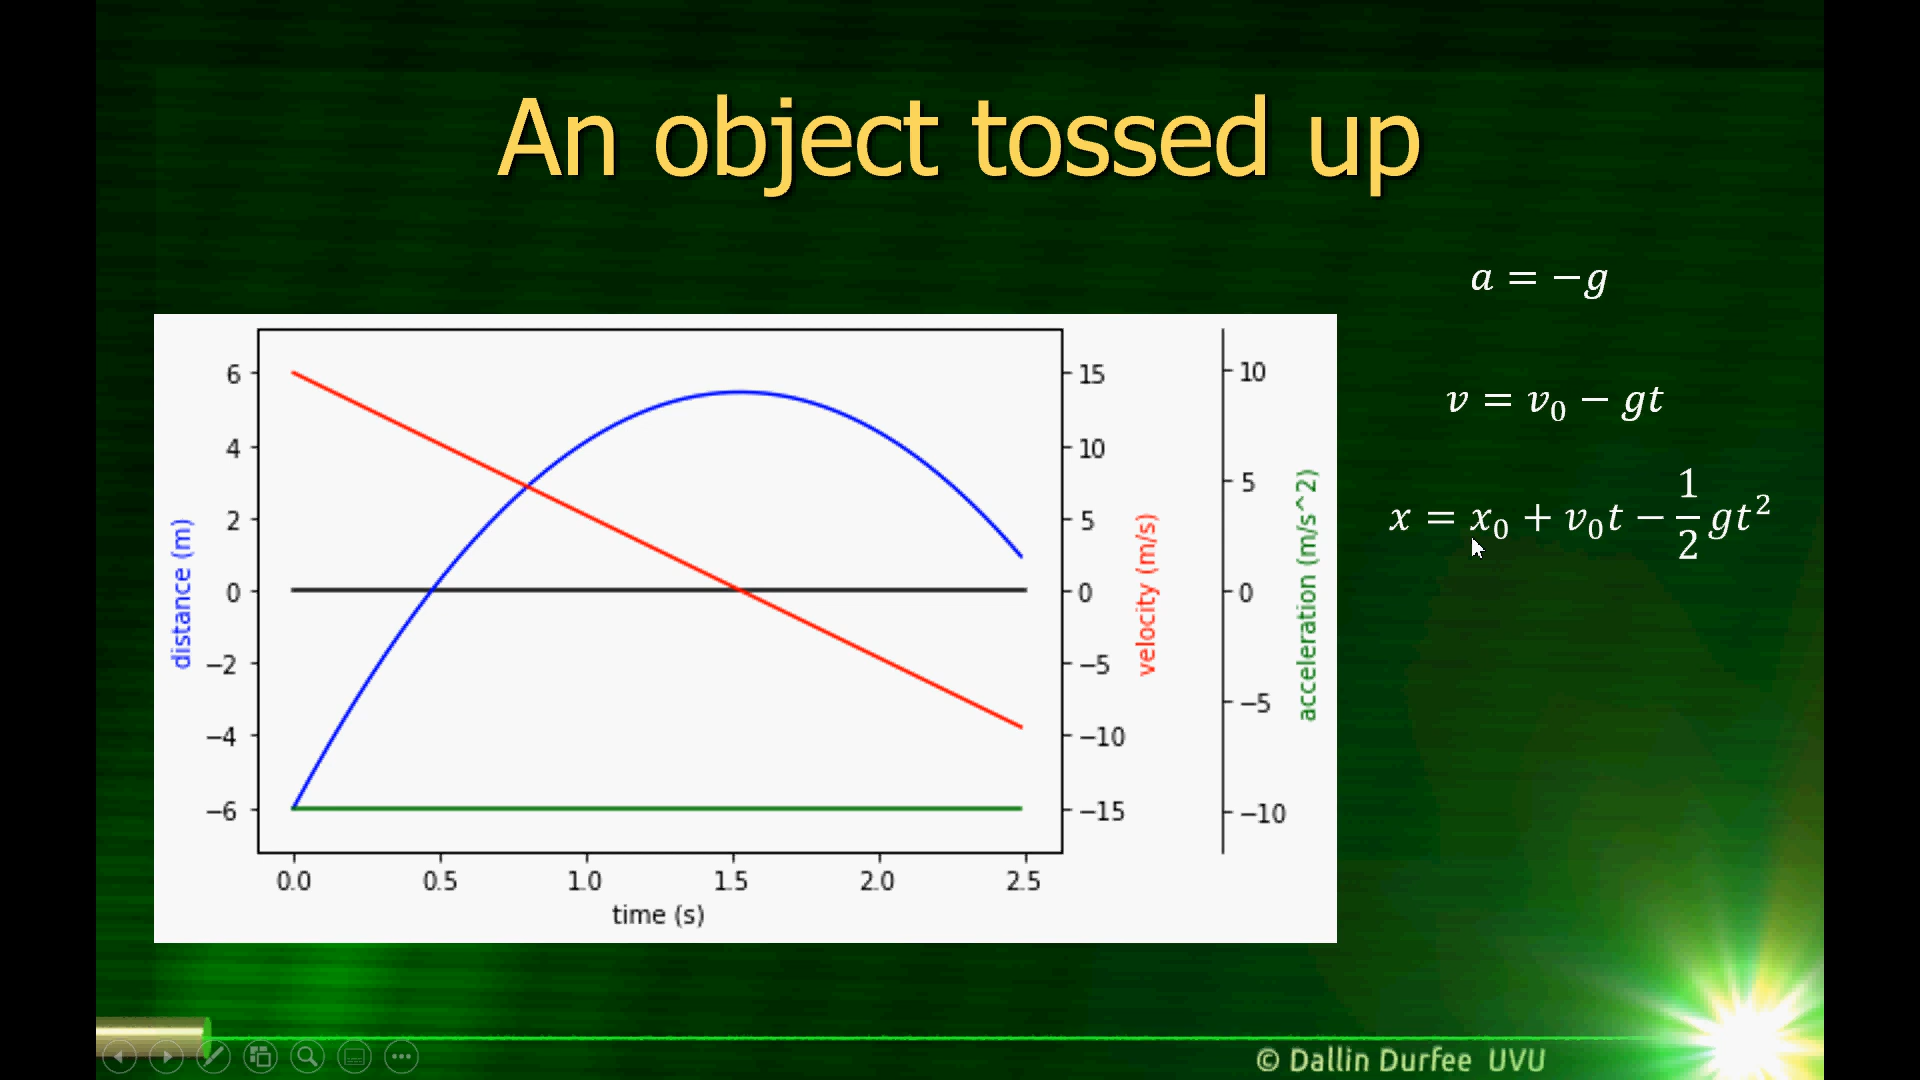 An object tossed up
a = −g
v = v₀ − gt
x = x₀ + v₀t − 1/2 gt²
distance (m)
6
4
2
0
−2
−4
−6
0.0 0.5 1.0 1.5 2.0 2.5
time (s)
15
10
5
0
−5
−10
−15
velocity (m/s)
10
5
0
−5
−10
acceleration (m/s^2)
© Dallin Durfee UVU